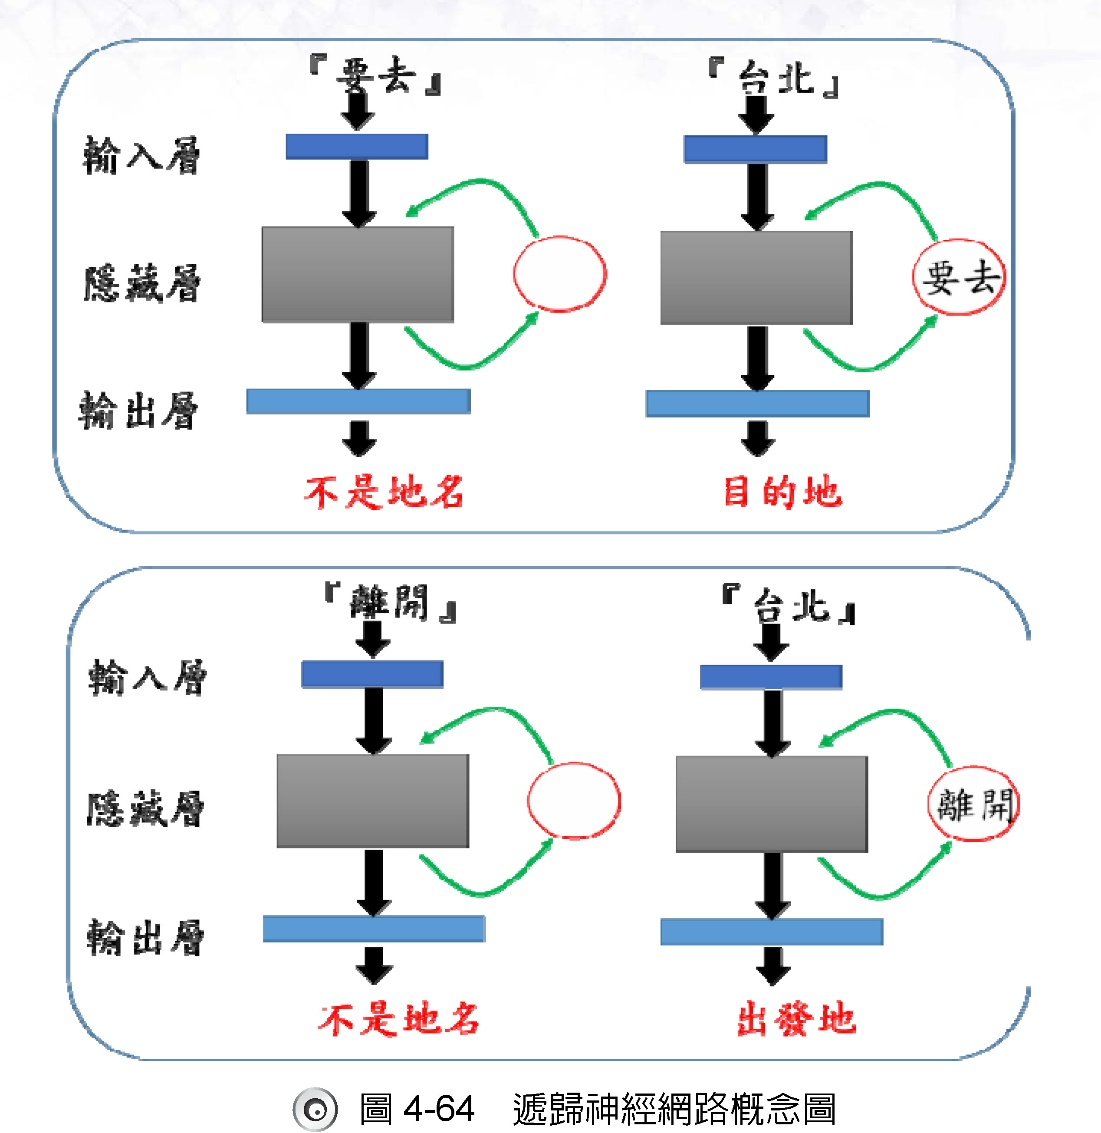 『要去』 『台北』
輸入層
隱藏層
要去
輸出層
不是地名 目的地
『離開』 『台北』
輸入層
隱藏層
離開
輸出層
不是地名 出發地
圖 4-64 遞歸神經網路概念圖